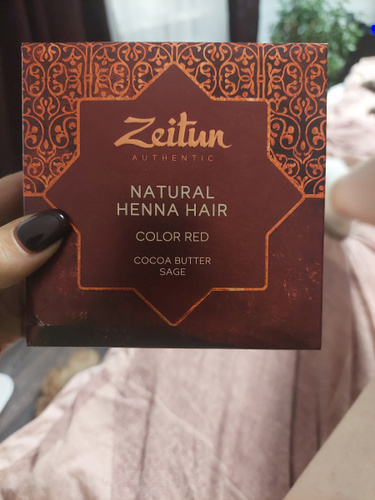 Zeitun
AUTHENTIC
NATURAL
HENNA HAIR
COLOR RED
COCOA BUTTER
SAGE